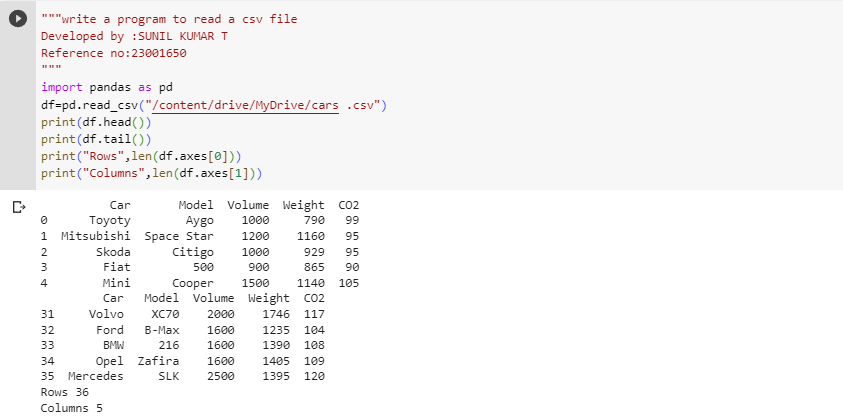 """write a program to read a csv file
Developed by :SUNIL KUMAR T
Reference no:23001650
"""
import pandas as pd
df=pd.read_csv("/content/drive/MyDrive/cars .csv")
print(df.head())
print(df.tail())
print("Rows",len(df.axes[0]))
print("Columns",len(df.axes[1]))
Car Model Volume Weight CO2
0 Toyoty Aygo 1000 790 99
1 Mitsubishi Space Star 1200 1160 95
2 Skoda Citigo 1000 929 95
3 Fiat 500 900 865 90
4 Mini Cooper 1500 1140 105
Car Model Volume Weight CO2
31 Volvo XC70 2000 1746 117
32 Ford B-Max 1600 1235 104
33 BMW 216 1600 1390 108
34 Opel Zafira 1600 1405 109
35 Mercedes SLK 2500 1395 120
Rows 36
Columns 5